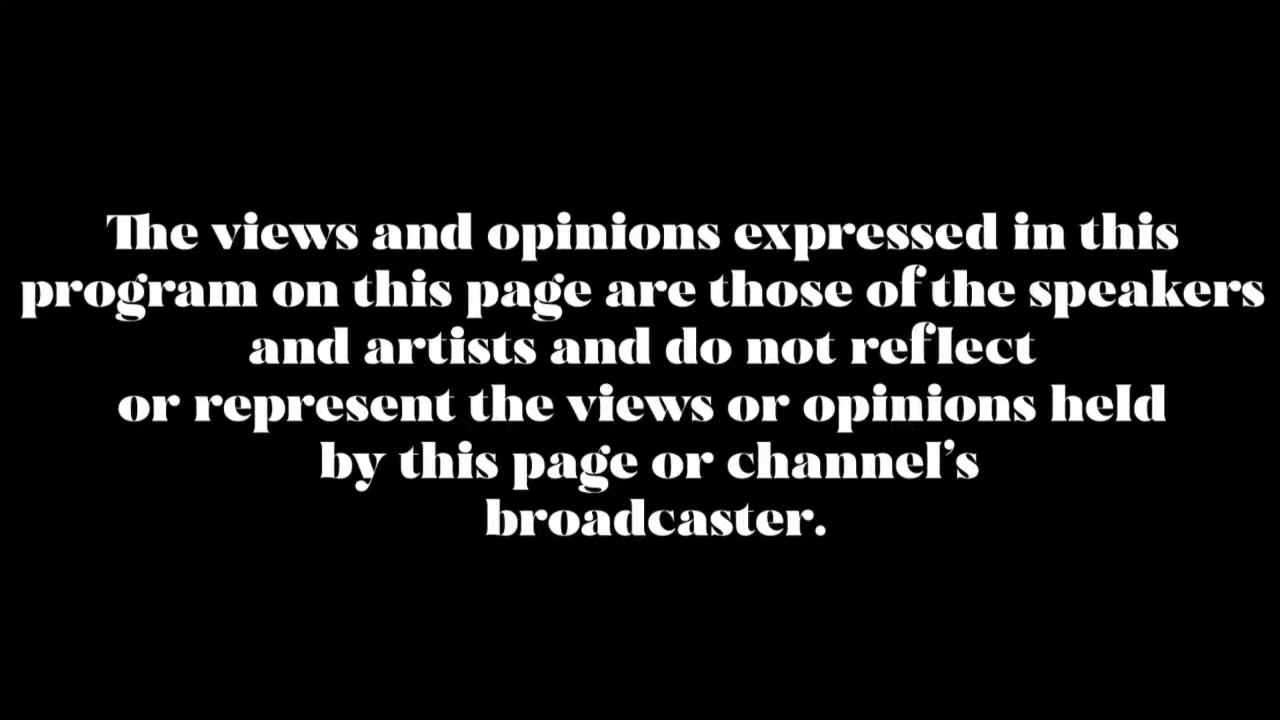 The views and opinions expressed in this
program on this page are those of the speakers
and artists and do not reflect
or represent the views or opinions held
by this page or channel's
broadcaster.